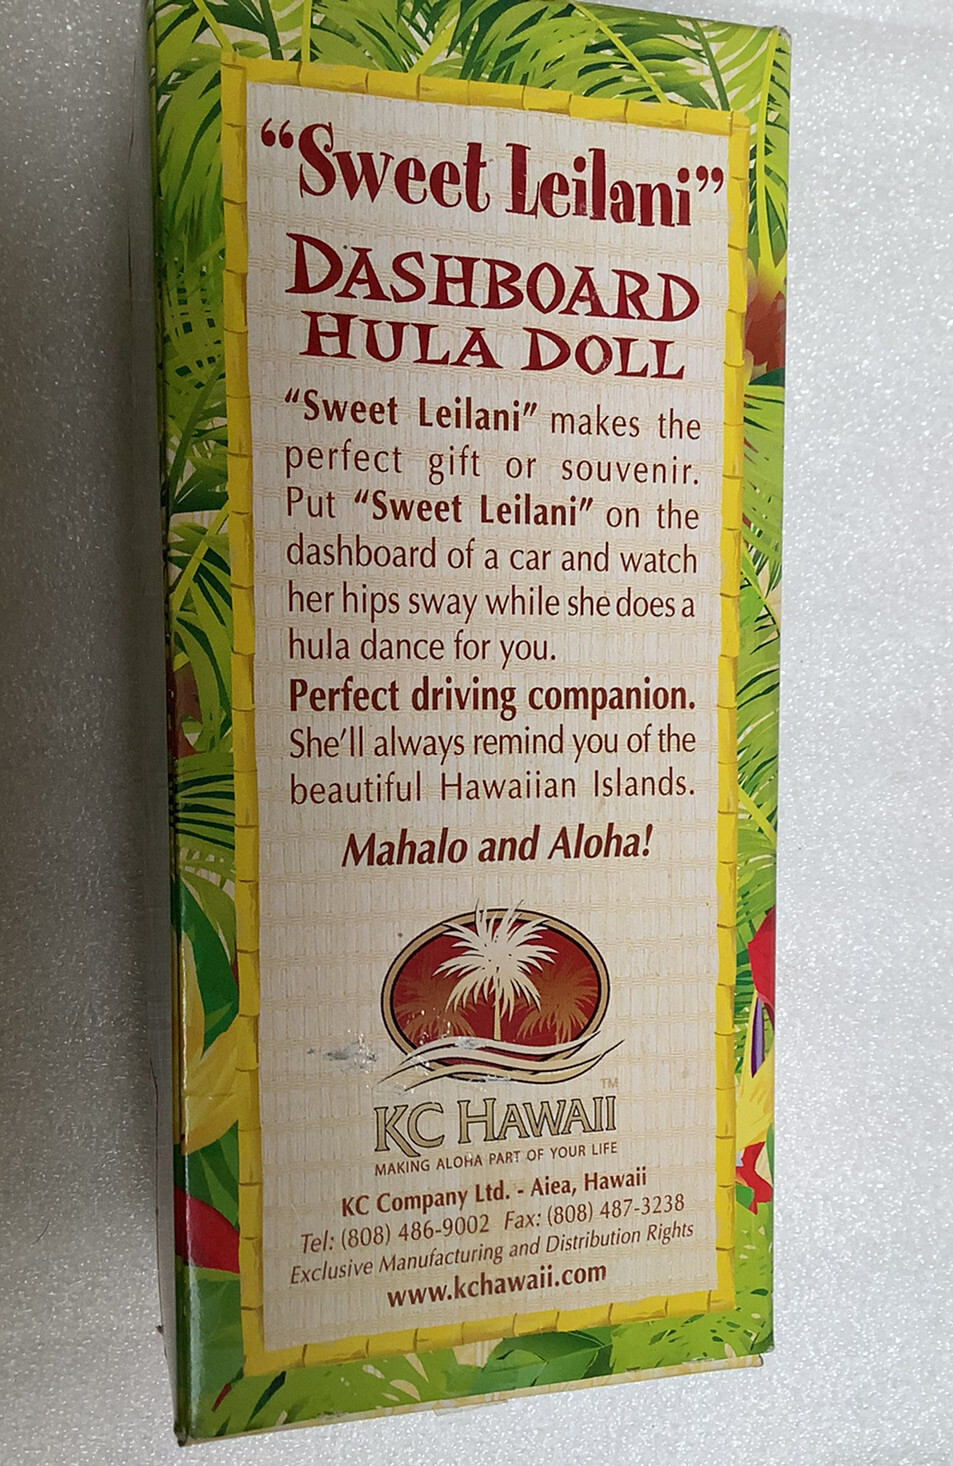 “Sweet Leilani”
DASHBOARD
HULA DOLL
“Sweet Leilani” makes the
perfect gift or souvenir.
Put “Sweet Leilani” on the
dashboard of a car and watch
her hips sway while she does a
hula dance for you.
Perfect driving companion.
She’ll always remind you of the
beautiful Hawaiian Islands.
Mahalo and Aloha!
TM
KC HAWAII
MAKING ALOHA PART OF YOUR LIFE
KC Company Ltd. - Aiea, Hawaii
Tel: (808) 486-9002 Fax: (808) 487-3238
Exclusive Manufacturing and Distribution Rights
www.kchawaii.com